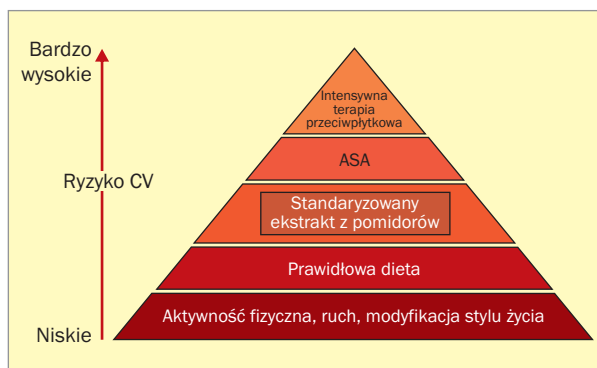 Bardzo
wysokie
Intensywna
terapia
przeciwpłytkowa
ASA
Ryzyko CV
Standaryzowany
ekstrakt z pomidorów
Prawidłowa dieta
Aktywność fizyczna, ruch, modyfikacja stylu życia
Niskie